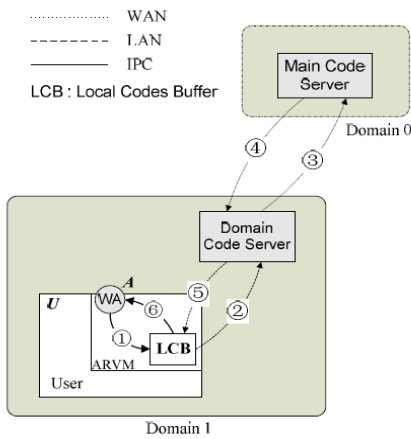 WAN
LAN
IPC
LCB : Local Codes Buffer
Main Code
Server
Domain 0
④
③
Domain
Code Server
⑤
②
A
U
WA
⑥
①
LCB
ARVM
User
Domain 1